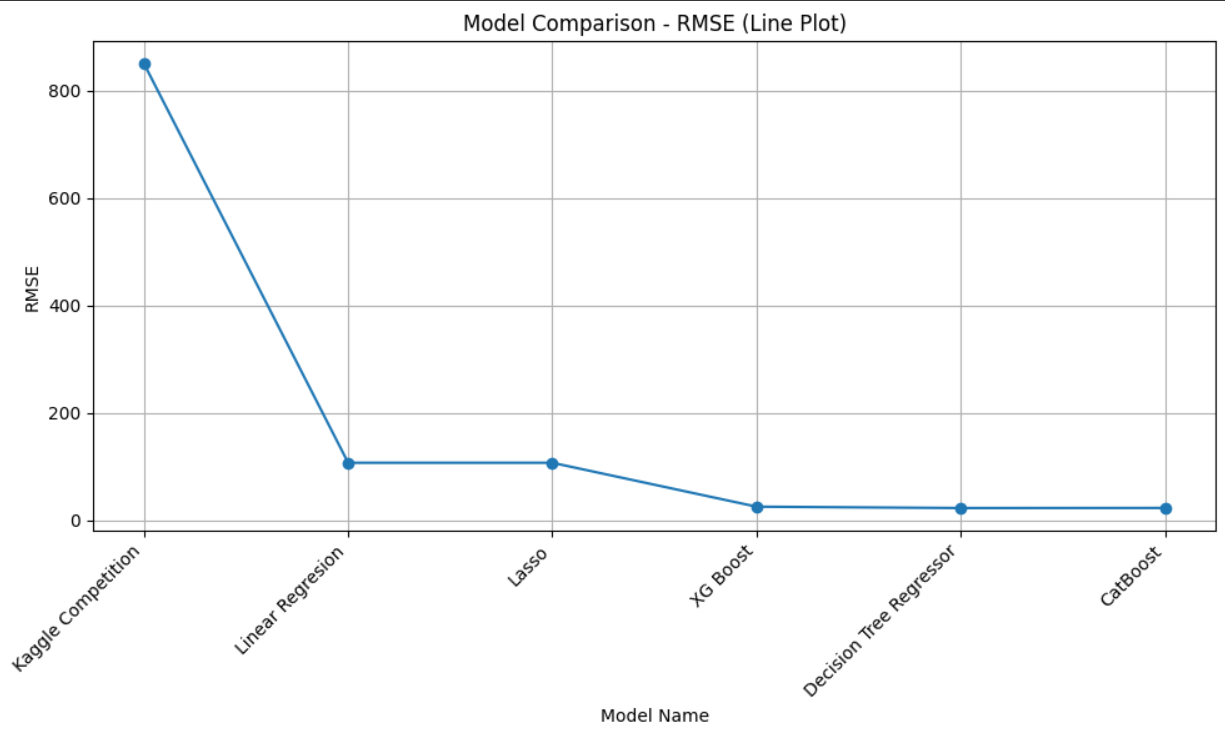 Model Comparison - RMSE (Line Plot)
800
600
400
200
0
RMSE
Kaggle Competition
Linear Regresion
Lasso
XG Boost
Decision Tree Regressor
CatBoost
Model Name